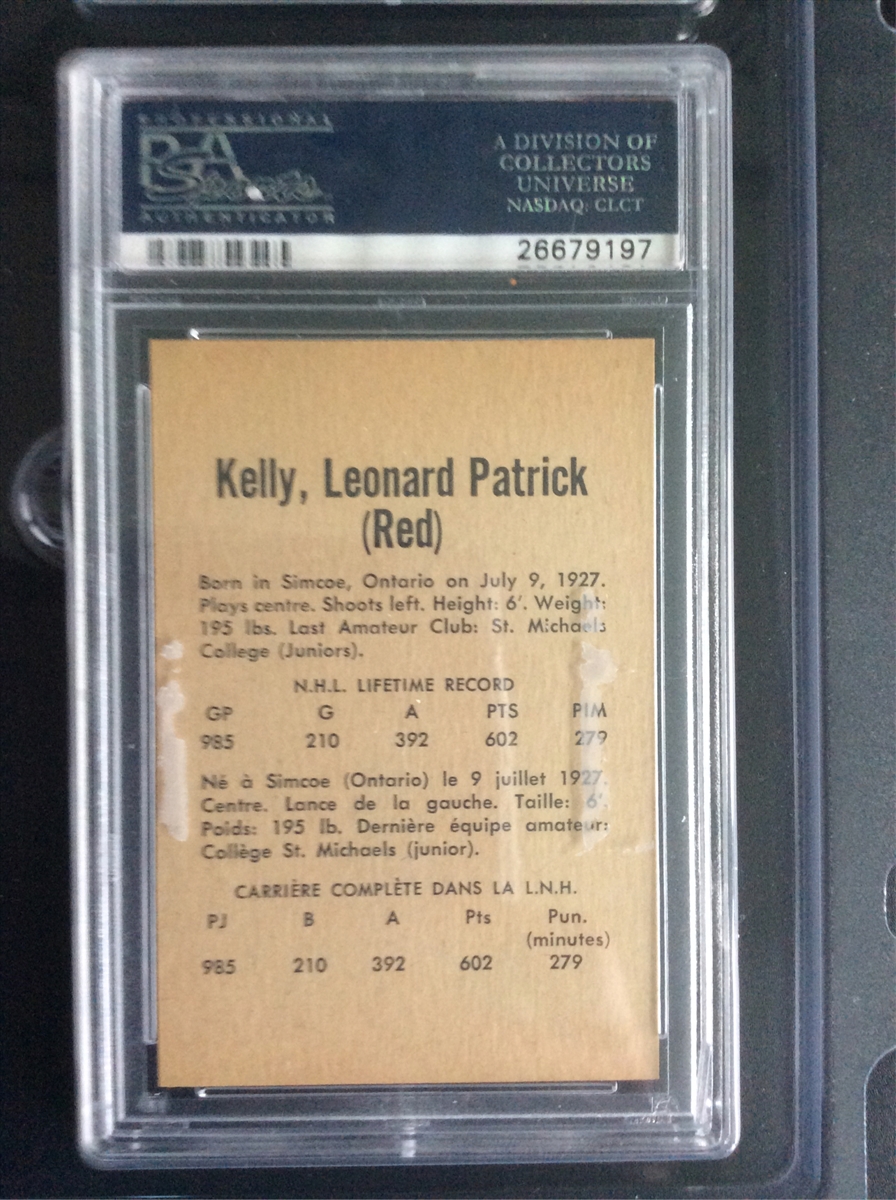 PROFESSIONAL
PSA
Sports
AUTHENTICATOR
A DIVISION OF
COLLECTORS
UNIVERSE
NASDAQ: CLCT
26679197
Kelly, Leonard Patrick
(Red)
Born in Simcoe, Ontario on July 9, 1927.
Plays centre. Shoots left. Height: 6'. Weight:
195 lbs. Last Amateur Club: St. Michaels
College (Juniors).
N.H.L. LIFETIME RECORD
GP G A PTS PIM
985 210 392 602 279
Né à Simcoe (Ontario) le 9 juillet 1927.
Centre. Lance de la gauche. Taille: 6'.
Poids: 195 lb. Dernière équipe amateur:
Collège St. Michaels (junior).
CARRIÈRE COMPLÈTE DANS LA L.N.H.
PJ B A Pts Pun.
(minutes)
985 210 392 602 279